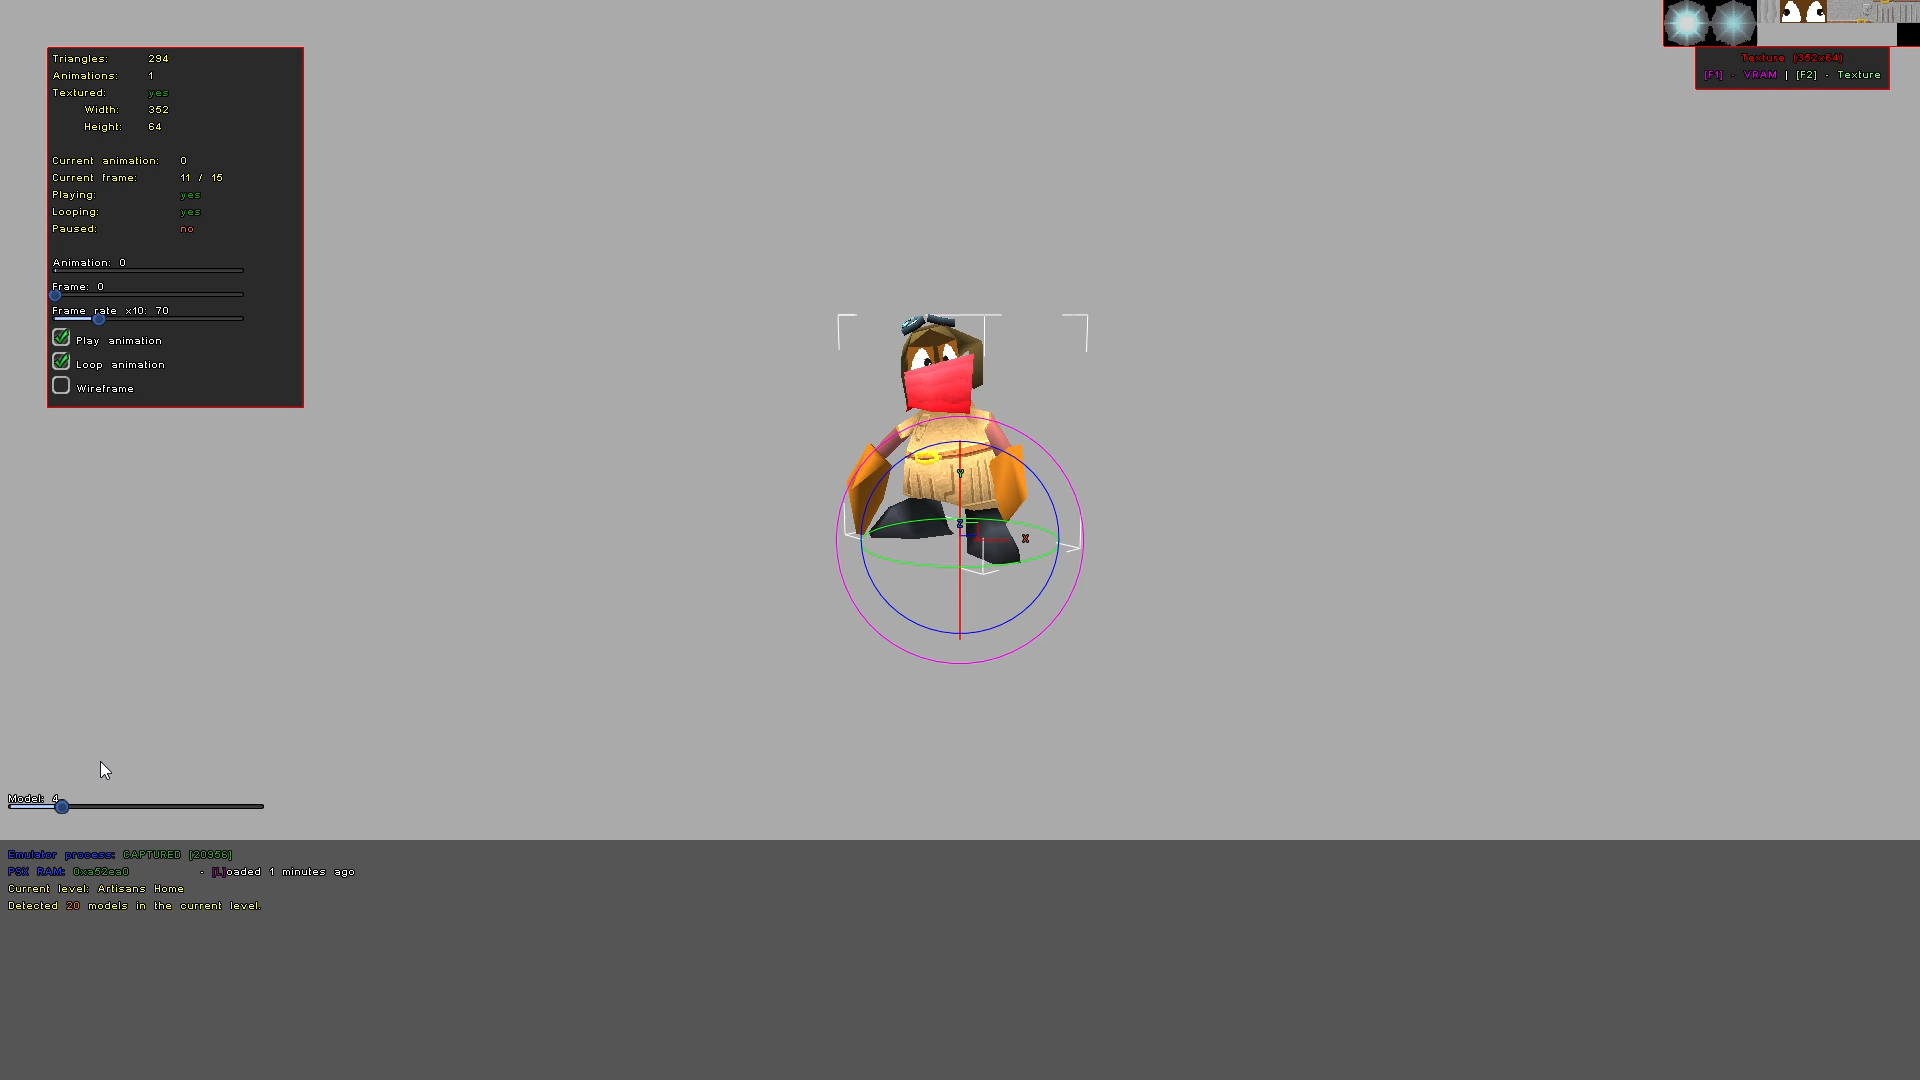 Triangles: 294
Animations: 1
Textured: yes
Width: 352
Height: 64
Current animation: 0
Current frame: 11 / 15
Playing: yes
Looping: yes
Paused: no
Animation: 0
Frame: 0
Frame rate x10: 70
Play animation
Loop animation
Wireframe
Texture (352x64)
[F1] - VRAM | [F2] - Texture
Y
Z
X
Model: 4
Emulator process: CAPTURED [20956]
PSX RAM: 0xa52ea0 - [L]oaded 1 minutes ago
Current level: Artisans Home
Detected 20 models in the current level.